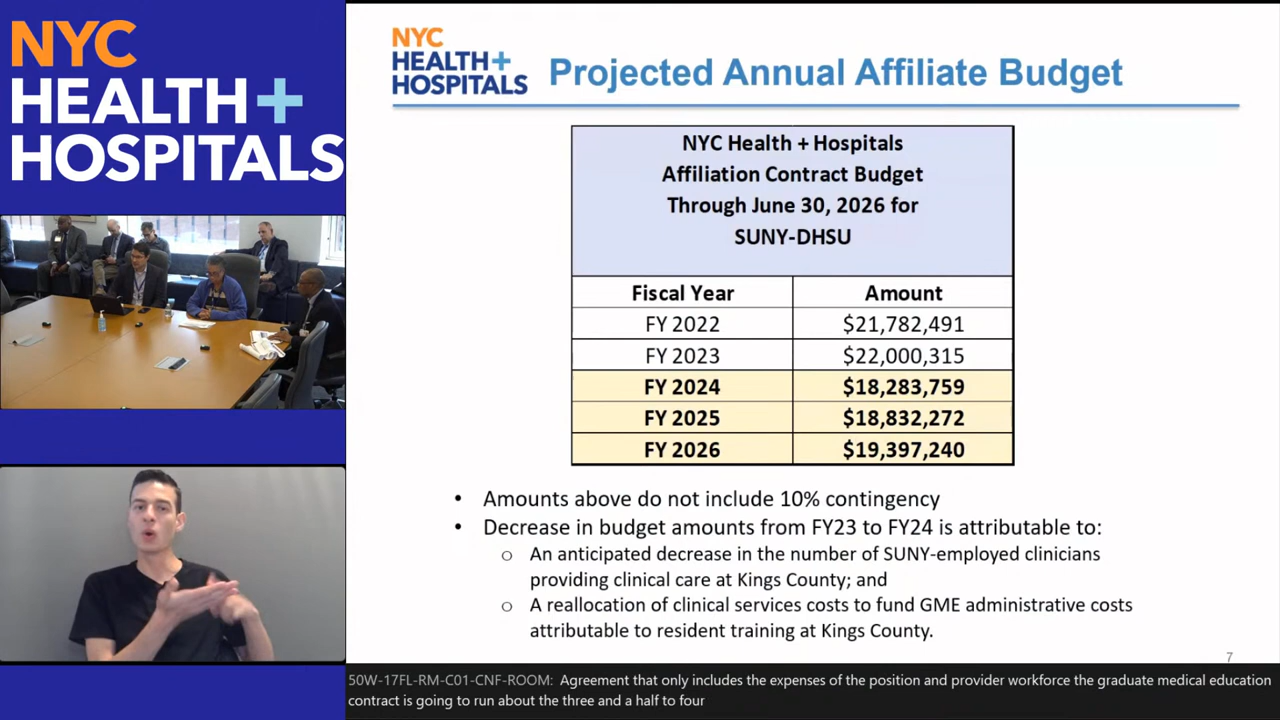 NYC
HEALTH+
HOSPITALS
NYC
HEALTH+
HOSPITALS
Projected Annual Affiliate Budget
NYC Health + Hospitals
Affiliation Contract Budget
Through June 30, 2026 for
SUNY-DHSU
Fiscal Year Amount
FY 2022 $21,782,491
FY 2023 $22,000,315
FY 2024 $18,283,759
FY 2025 $18,832,272
FY 2026 $19,397,240
• Amounts above do not include 10% contingency
• Decrease in budget amounts from FY23 to FY24 is attributable to:
o An anticipated decrease in the number of SUNY-employed clinicians
providing clinical care at Kings County; and
o A reallocation of clinical services costs to fund GME administrative costs
attributable to resident training at Kings County.
7
50W-17FL-RM-C01-CNF-ROOM: Agreement that only includes the expenses of the position and provider workforce the graduate medical education
contract is going to run about the three and a half to four